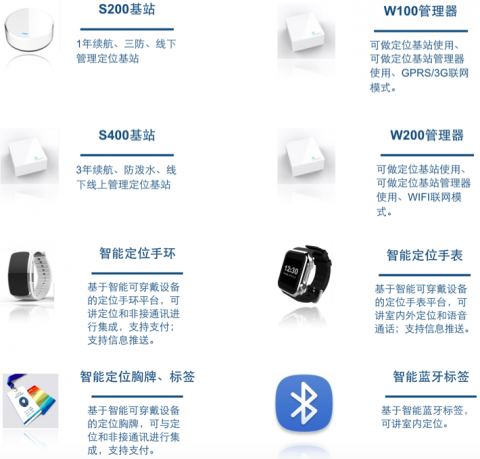 S200基站
1年续航、三防、线下
管理定位基站
W100管理器
可做定位基站使用、
可做定位基站管理器
使用、GPRS/3G联网
模式。
S400基站
3年续航、防泼水、线
下线上管理定位基站
W200管理器
可做定位基站使用、
可做定位基站管理器
使用、WIFI联网模
式。
智能定位手环
基于智能可穿戴设备
的定位手环平台，可
讲定位和非接通讯进
行集成，支持支付；
支持信息推送。
智能定位手表
12:30
基于智能可穿戴设备
的定位手表平台，可
讲室内外定位和语音
通话；支持信息推送。
智能定位胸牌、标签
基于智能可穿戴设备
的定位胸牌，可与定
位和非接通讯进行集
成，支持支付。
智能蓝牙标签
基于智能蓝牙标签，
可讲室内定位。